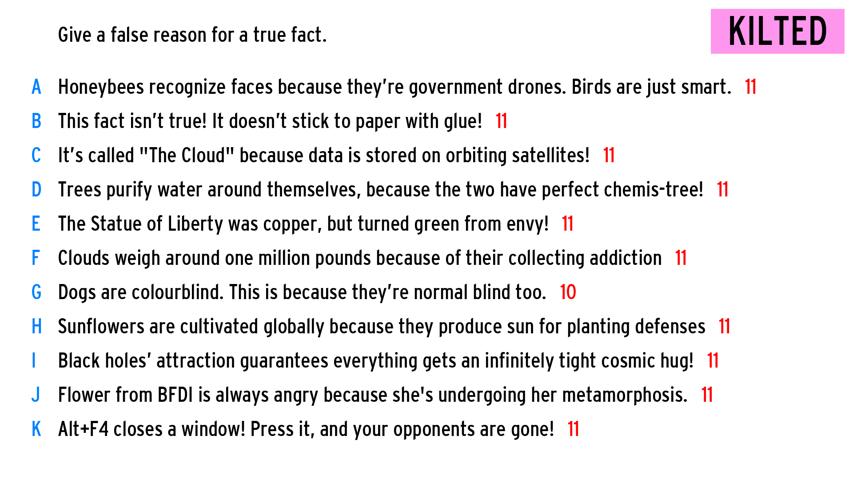 Give a false reason for a true fact.
KILTED
A Honeybees recognize faces because they're government drones. Birds are just smart. 11
B This fact isn't true! It doesn't stick to paper with glue! 11
C It's called "The Cloud" because data is stored on orbiting satellites! 11
D Trees purify water around themselves, because the two have perfect chemis-tree! 11
E The Statue of Liberty was copper, but turned green from envy! 11
F Clouds weigh around one million pounds because of their collecting addiction 11
G Dogs are colourblind. This is because they're normal blind too. 10
H Sunflowers are cultivated globally because they produce sun for planting defenses 11
I Black holes' attraction guarantees everything gets an infinitely tight cosmic hug! 11
J Flower from BFDI is always angry because she's undergoing her metamorphosis. 11
K Alt+F4 closes a window! Press it, and your opponents are gone! 11